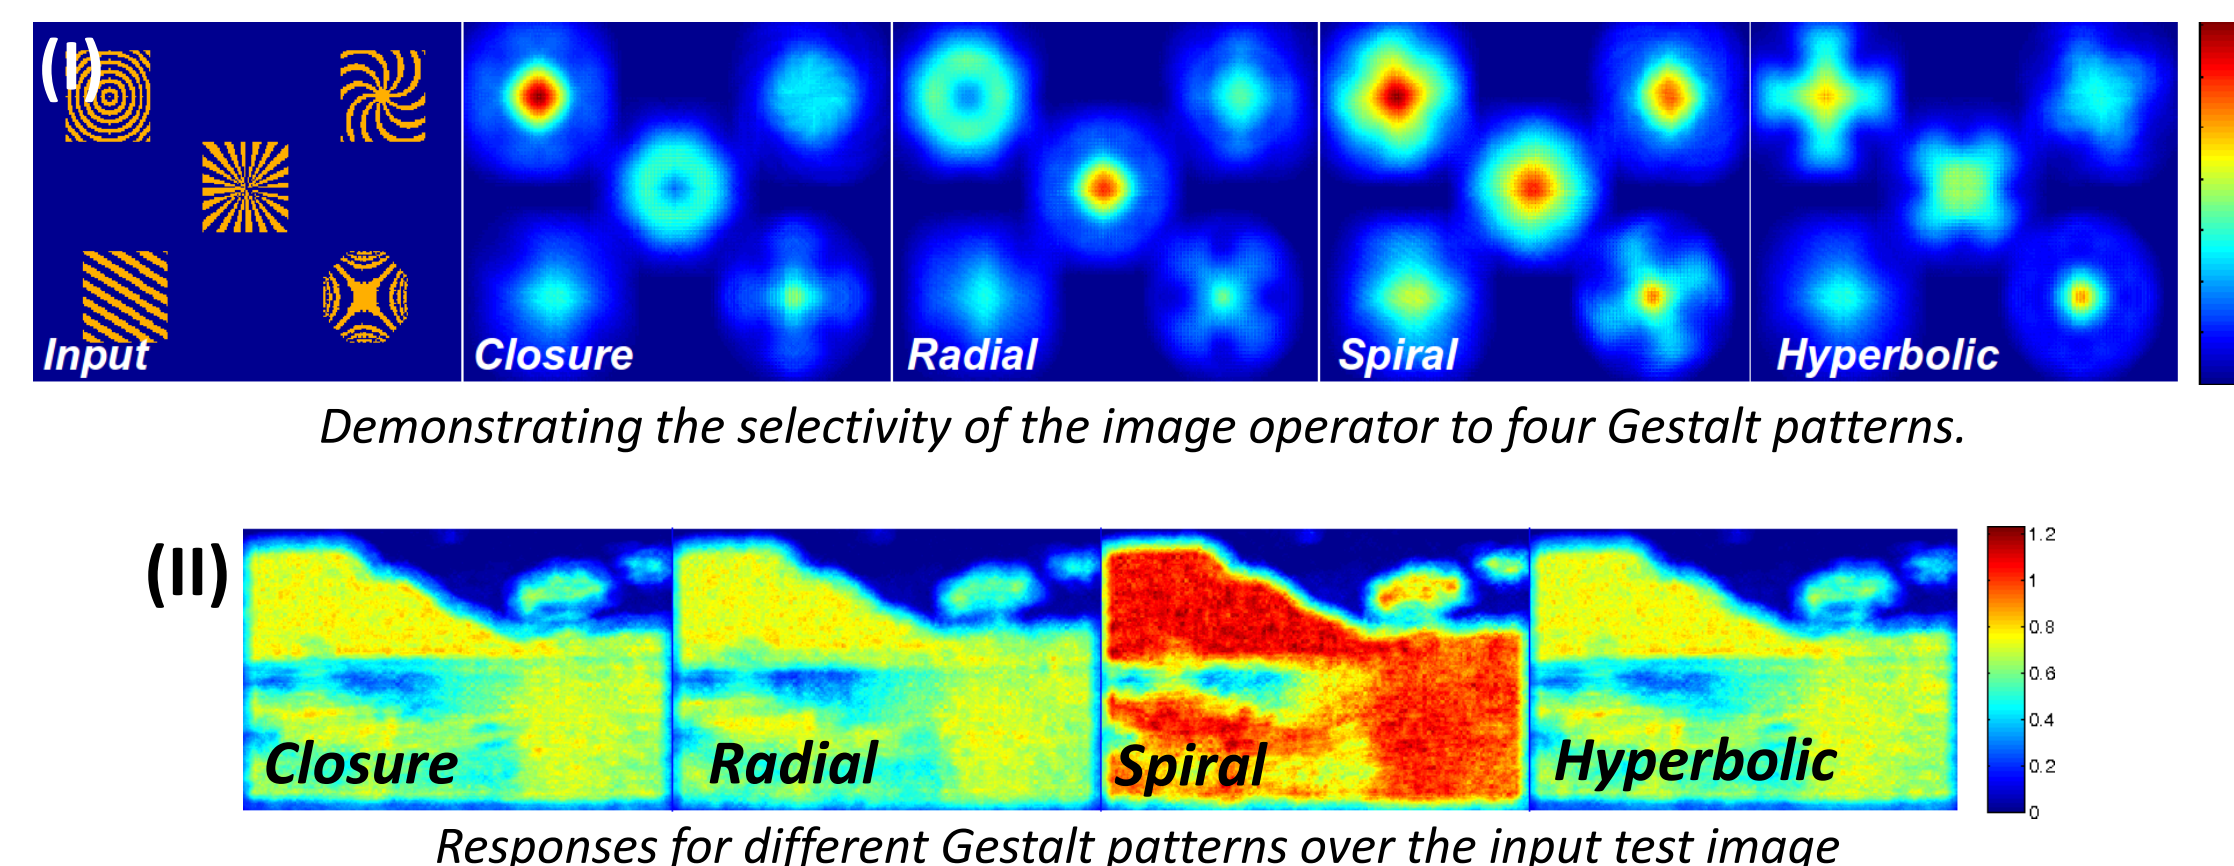 (I)
Input
Closure
Radial
Spiral
Hyperbolic
Demonstrating the selectivity of the image operator to four Gestalt patterns.
(II)
Closure
Radial
Spiral
Hyperbolic
1.2
1
0.8
0.6
0.4
0.2
0
Responses for different Gestalt patterns over the input test image